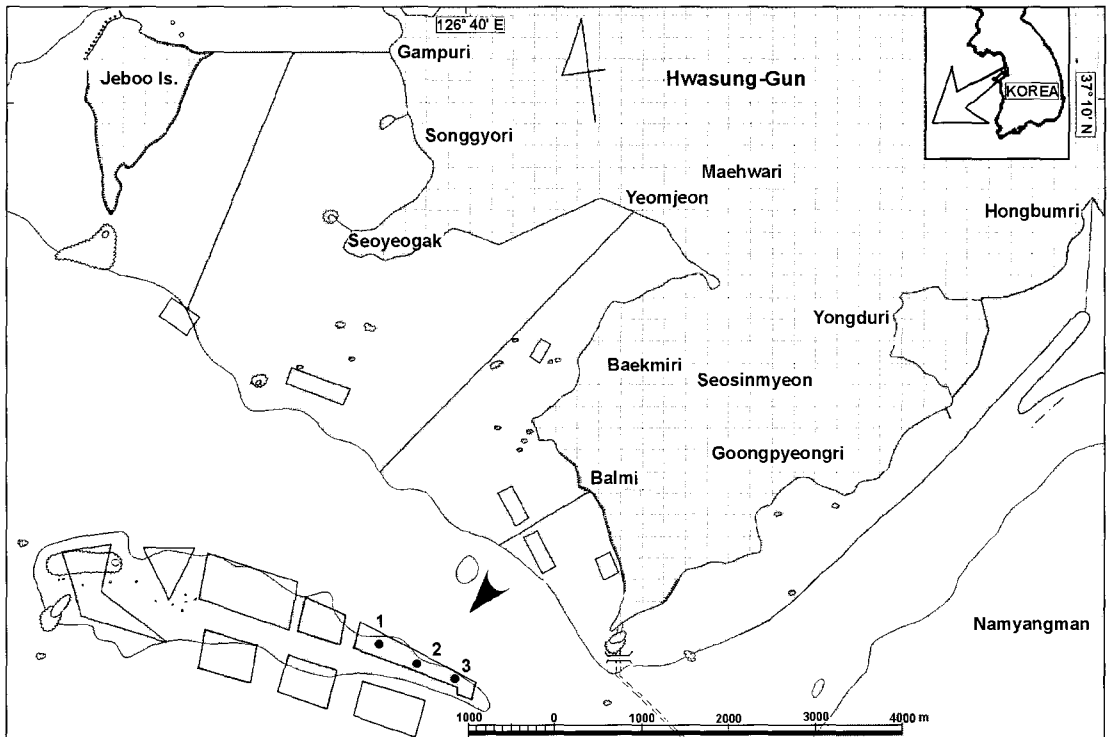 126° 40' E
Gampuri
Jeboo Is.
Hwasung-Gun
KOREA
37° 10' N
Songgyori
Maehwari
Yeomjeon
Hongbumri
Seoyeogak
Yongduri
Baekmiri
Seosinmyeon
Goongpyeongri
Balmi
Namyangman
1
2
3
1000 0 1000 2000 3000 4000 m